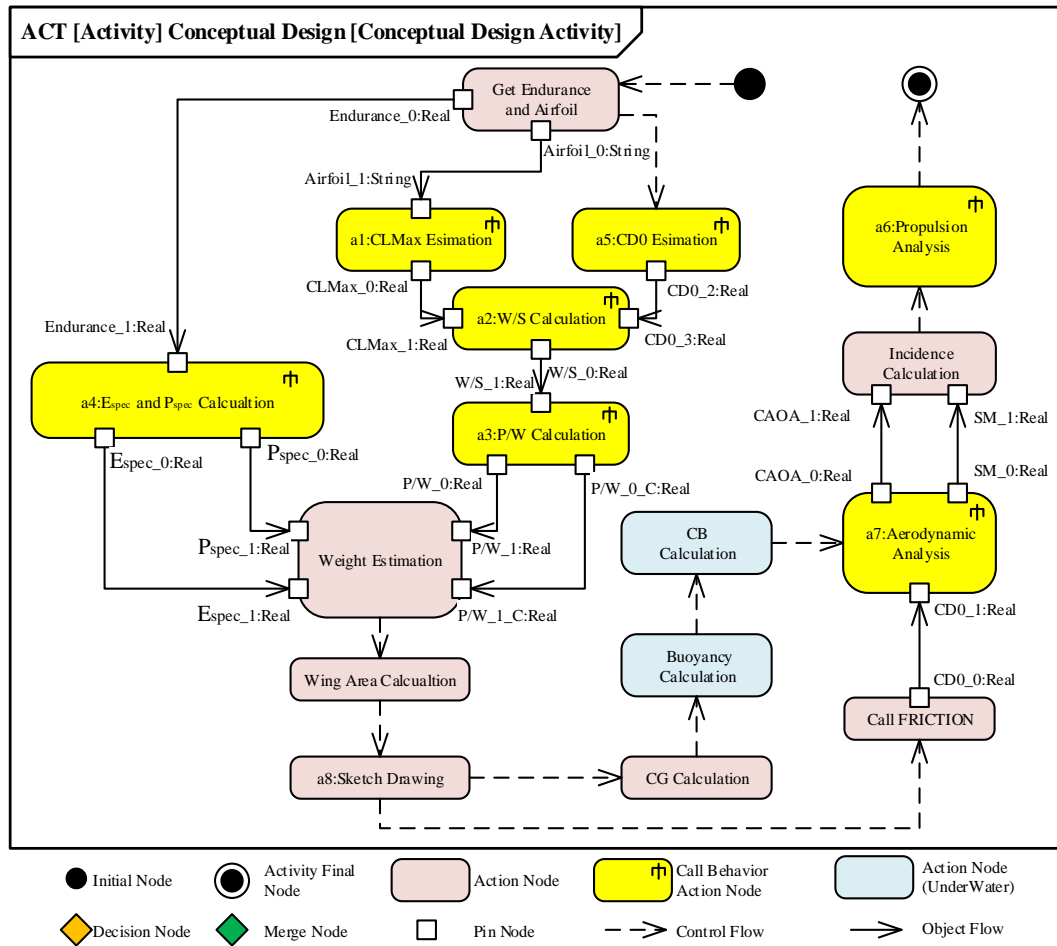 ACT [Activity] Conceptual Design [Conceptual Design Activity]
Get Endurance
and Airfoil
Endurance_0:Real
Airfoil_0:String
Airfoil_1:String
a1:CLMax Esimation
a5:CD0 Esimation
a6:Propulsion
Analysis
CLMax_0:Real
CD0_2:Real
a2:W/S Calculation
Endurance_1:Real
CLMax_1:Real
CD0_3:Real
Incidence
Calculation
W/S_1:Real
W/S_0:Real
a4:Espec and Pspec Calcualtion
a3:P/W Calculation
CAOA_1:Real
SM_1:Real
Espec_0:Real
Pspec_0:Real
P/W_0:Real
P/W_0_C:Real
CAOA_0:Real
SM_0:Real
CB
Calculation
a7:Aerodynamic
Analysis
Pspec_1:Real
Weight Estimation
P/W_1:Real
Espec_1:Real
P/W_1_C:Real
CD0_1:Real
Buoyancy
Calculation
Wing Area Calcualtion
CD0_0:Real
Call FRICTION
a8:Sketch Drawing
CG Calculation
Initial Node
Activity Final
Node
Action Node
Call Behavior
Action Node
Action Node
(UnderWater)
Decision Node
Merge Node
Pin Node
Control Flow
Object Flow